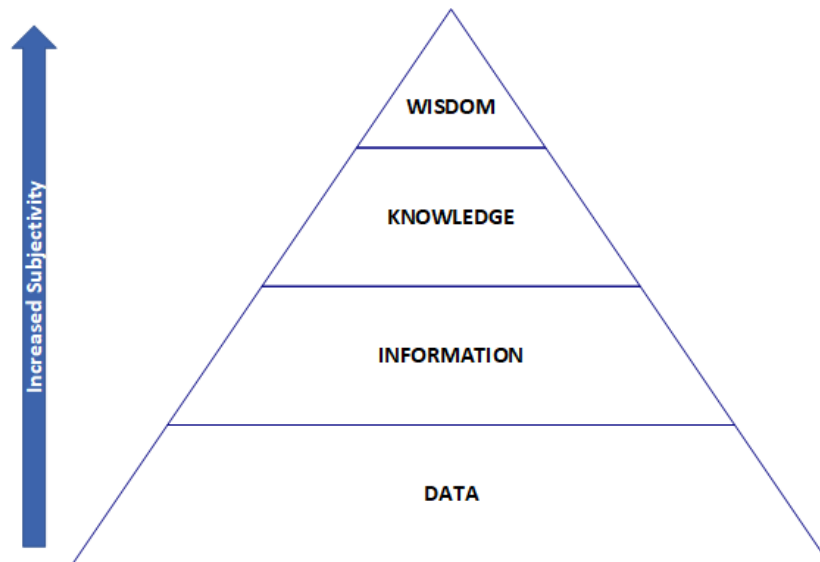 WISDOM
KNOWLEDGE
INFORMATION
DATA
Increased Subjectivity